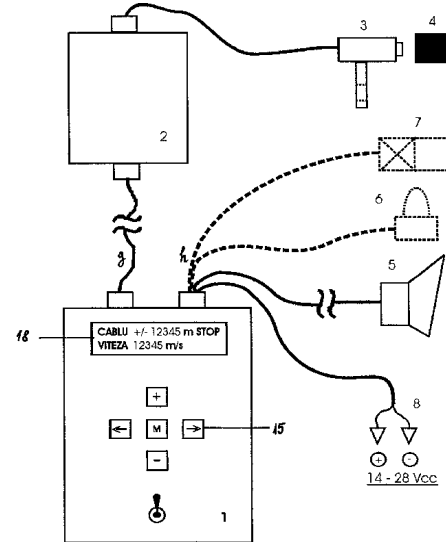 3
4
2
7
6
g
h
5
18
CABLU +/- 12345 m STOP
VITEZA 12345 m/s
+
← M →
15
-
8
+ -
14 - 28 Vcc
1